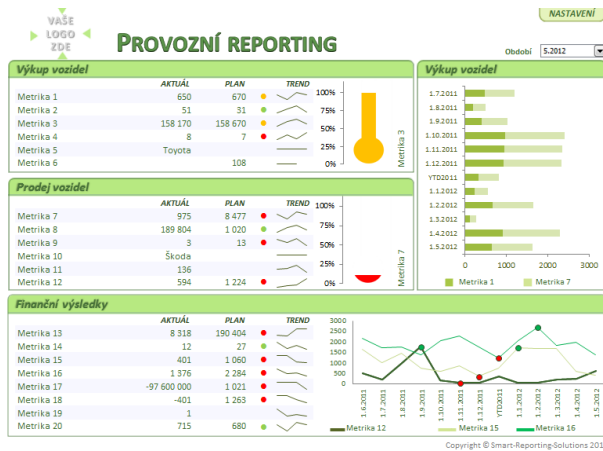 NASTAVENÍ
VAŠE
LOGO
ZDE
PROVOZNÍ REPORTING
Období 5.2012
Výkup vozidel
AKTUÁL PLAN TREND
Metrika 1 650 670
Metrika 2 51 31
Metrika 3 158 170 158 670
Metrika 4 8 7
Metrika 5 Toyota
Metrika 6 108
100%
75%
50%
25%
0%
Metrika 3
Výkup vozidel
1.7.2011
1.8.2011
1.9.2011
1.10.2011
1.11.2011
1.12.2011
YTD2011
1.1.2012
1.2.2012
1.3.2012
1.4.2012
1.5.2012
0 1000 2000 3000
Metrika 1 Metrika 7
Prodej vozidel
AKTUÁL PLAN TREND
Metrika 7 975 8 477
Metrika 8 189 804 1 020
Metrika 9 3 13
Metrika 10 Škoda
Metrika 11 136
Metrika 12 594 1 224
100%
75%
50%
25%
0%
Metrika 7
Finanční výsledky
AKTUÁL PLAN TREND
Metrika 13 8 318 190 404
Metrika 14 12 27
Metrika 15 401 1 060
Metrika 16 1 376 2 284
Metrika 17 -97 600 000 1 021
Metrika 18 -401 1 263
Metrika 19 1
Metrika 20 715 680
3000
2500
2000
1500
1000
500
0
1.6.2011
1.7.2011
1.8.2011
1.9.2011
1.10.2011
1.11.2011
1.12.2011
YTD2011
1.1.2012
1.2.2012
1.3.2012
1.4.2012
1.5.2012
Metrika 12 Metrika 15 Metrika 16
Copyright © Smart-Reporting-Solutions 201